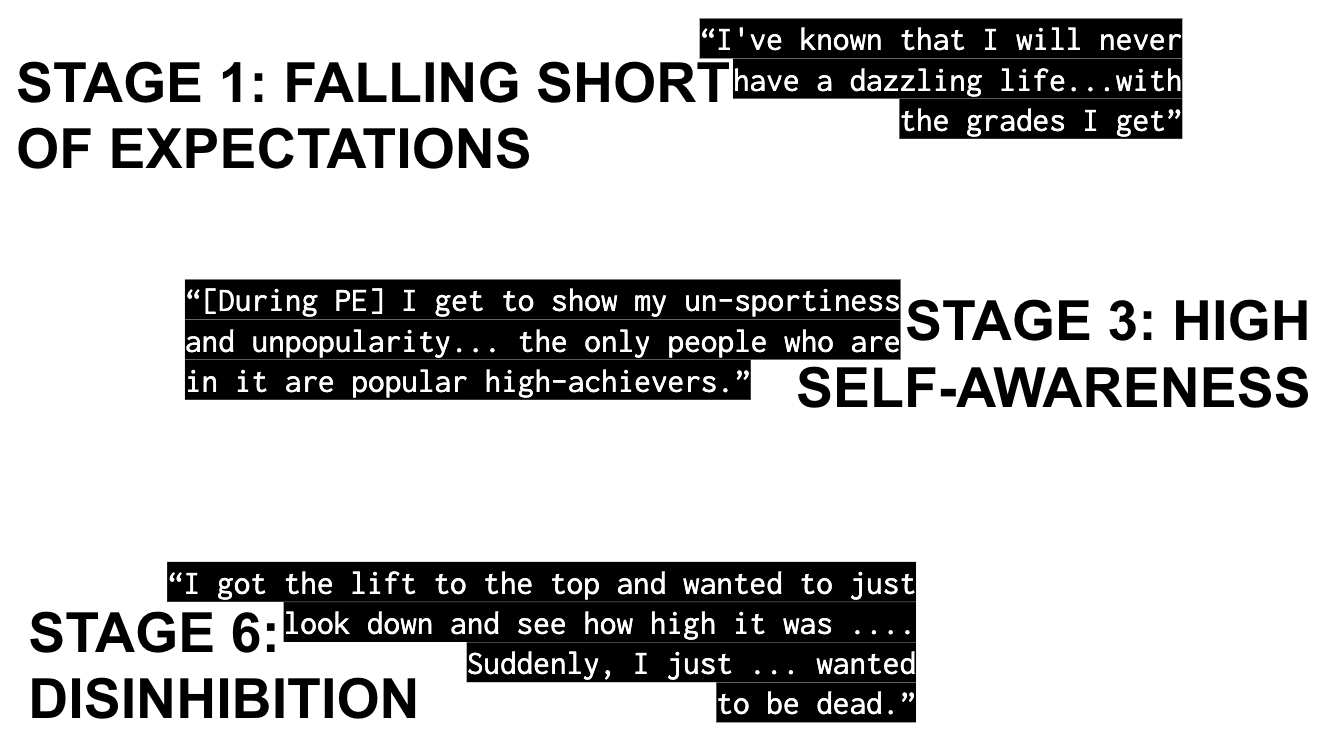 STAGE 1: FALLING SHORT
OF EXPECTATIONS
“I've known that I will never
have a dazzling life...with
the grades I get”
“[During PE] I get to show my un-sportiness
and unpopularity... the only people who are
in it are popular high-achievers.”
STAGE 3: HIGH
SELF-AWARENESS
STAGE 6:
DISINHIBITION
“I got the lift to the top and wanted to just
look down and see how high it was ....
Suddenly, I just ... wanted
to be dead.”